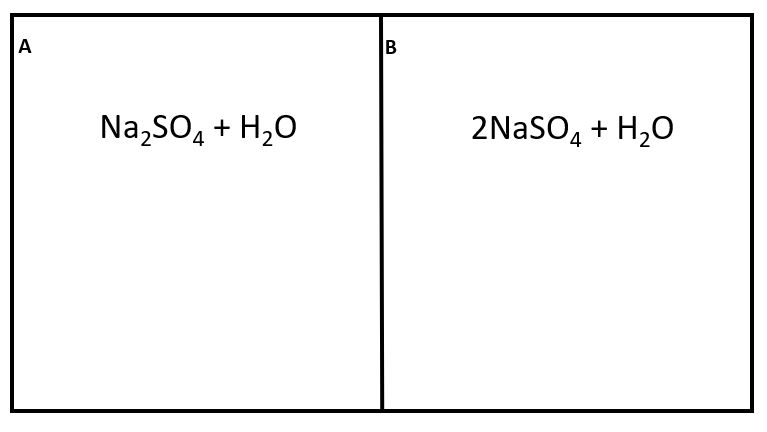 A
Na₂SO₄ + H₂O
B
2NaSO₄ + H₂O